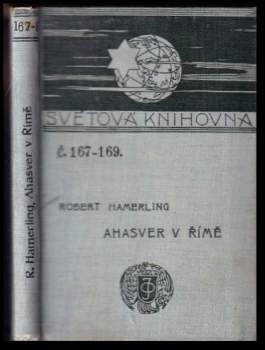 167-
R. Hamerling, Ahasver v Římě
SVĚTOVÁ KNIHOVNA
Č. 167-169.
ROBERT HAMERLING
AHASVER V ŘÍMĚ